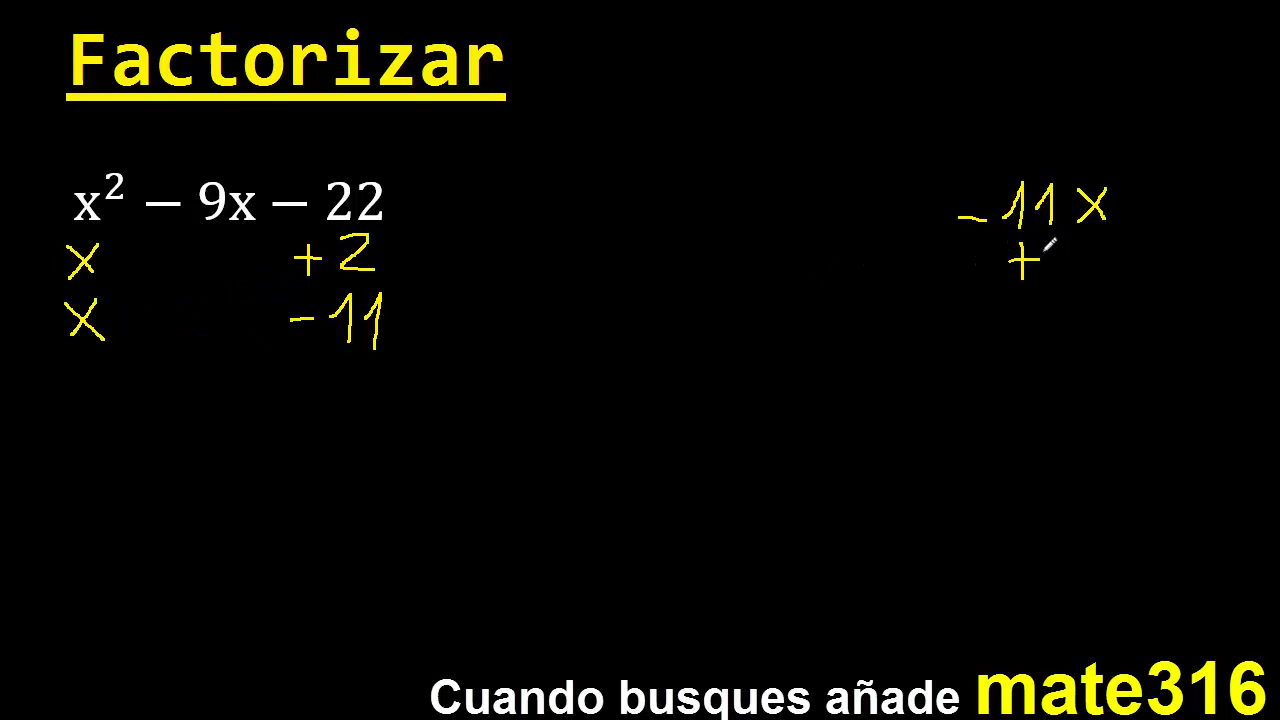 Factorizar
x² − 9x − 22
- 11 x
x + 2
+
x - 11
Cuando busques añade mate316